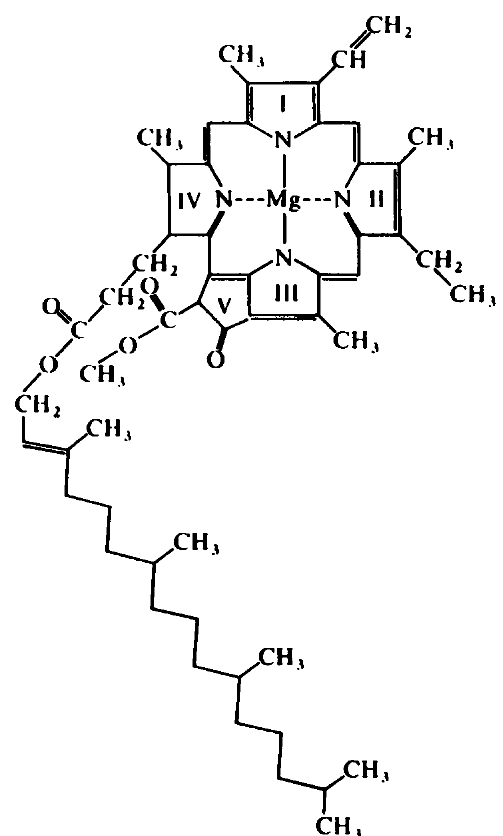 CH₂
CH₃ CH
I
CH₃ N CH₃
IV N Mg N II
N
CH₂ CH₂
O CH₂ O V III CH₃
O C
O O CH₃
O CH₃
CH₂
CH₃
CH₃
CH₃
CH₃
CH₃